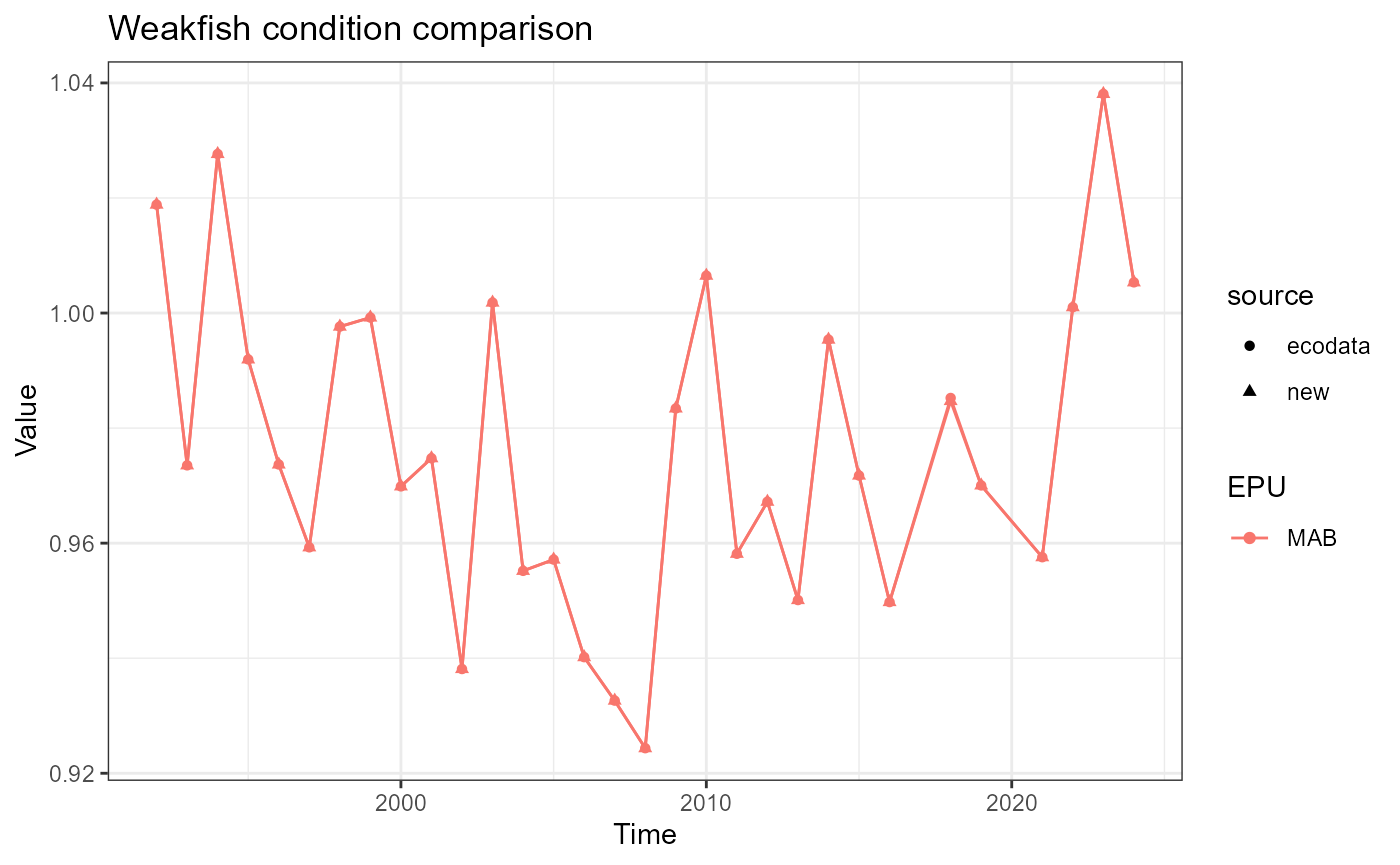 Weakfish condition comparison
1.04
1.00
0.96
0.92
Value
2000
2010
2020
Time
source
ecodata
new
EPU
MAB